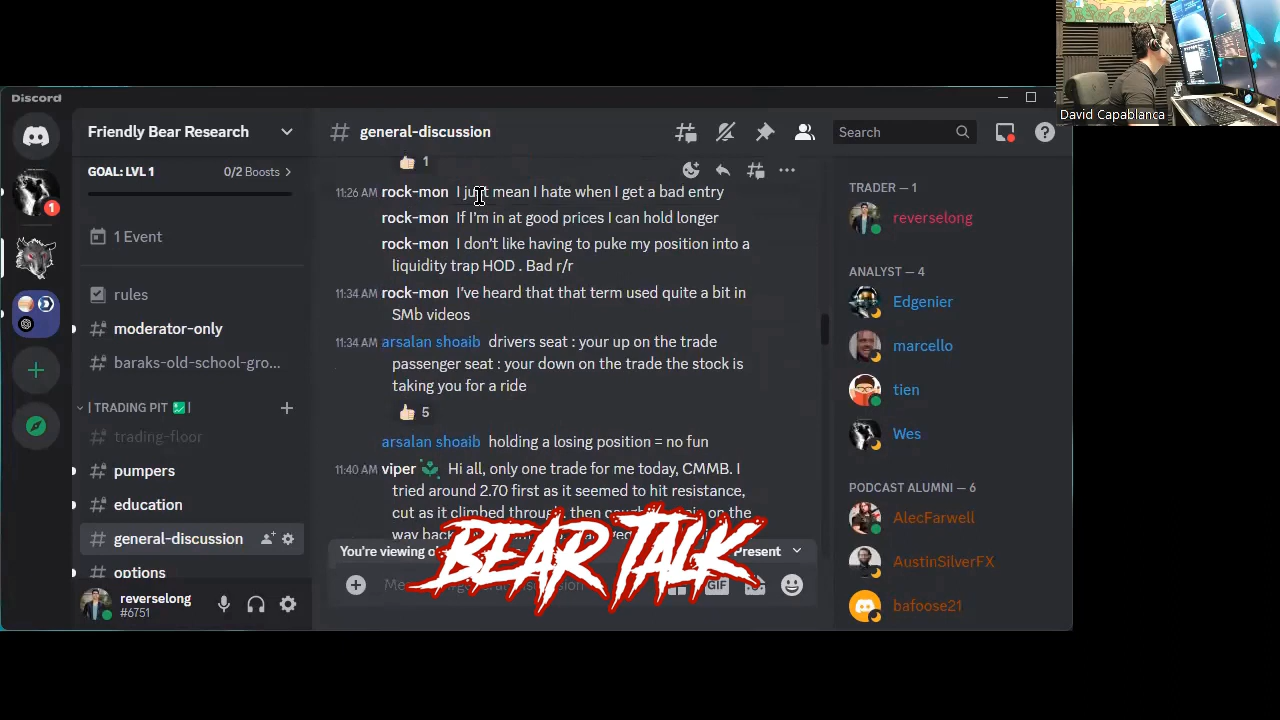 David Capablanca
Discord
Friendly Bear Research
GOAL: LVL 1
0/2 Boosts
1
1 Event
rules
moderator-only
baraks-old-school-gro...
| TRADING PIT | 
trading-floor
pumpers
education
general-discussion
options
reverselong
#6751
general-discussion
Search
1
11:26 AM rock-mon I just mean I hate when I get a bad entry
rock-mon If I'm in at good prices I can hold longer
rock-mon I don't like having to puke my position into a
liquidity trap HOD . Bad r/r
11:34 AM rock-mon I've heard that that term used quite a bit in
SMb videos
11:34 AM arsalan shoaib drivers seat : your up on the trade
passenger seat : your down on the trade the stock is
taking you for a ride
5
arsalan shoaib holding a losing position = no fun
11:40 AM viper Hi all, only one trade for me today, CMMB. I
tried around 2.70 first as it seemed to hit resistance,
cut as it climbed through, then on the
way
You're viewing
Present
GIF
BEAR TALK
TRADER — 1
reverselong
ANALYST — 4
Edgenier
marcello
tien
Wes
PODCAST ALUMNI — 6
AlecFarwell
AustinSilverFX
bafoose21